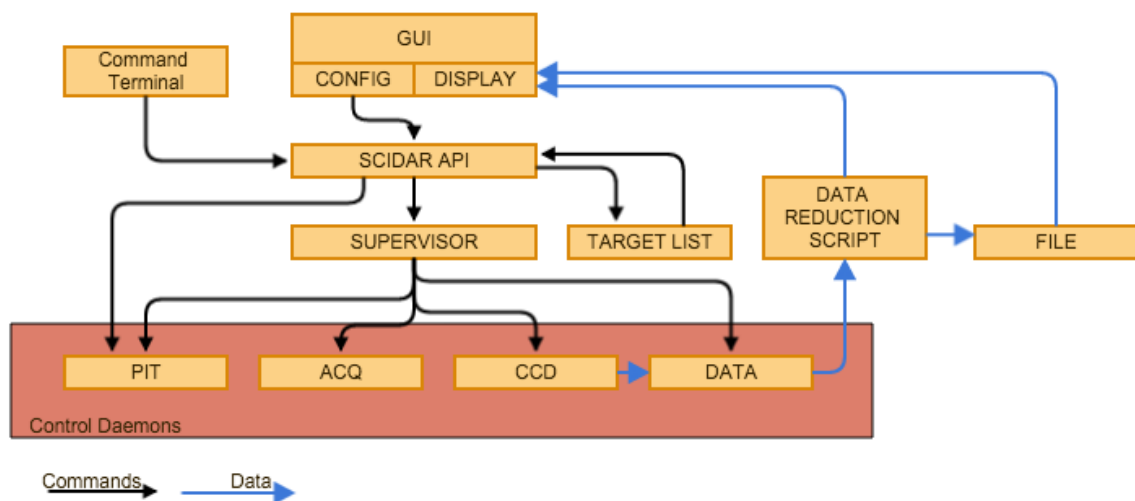 GUI
Command
Terminal
CONFIG
DISPLAY
SCIDAR API
DATA
REDUCTION
SCRIPT
SUPERVISOR
TARGET LIST
FILE
PIT
ACQ
CCD
DATA
Control Daemons
Commands
Data